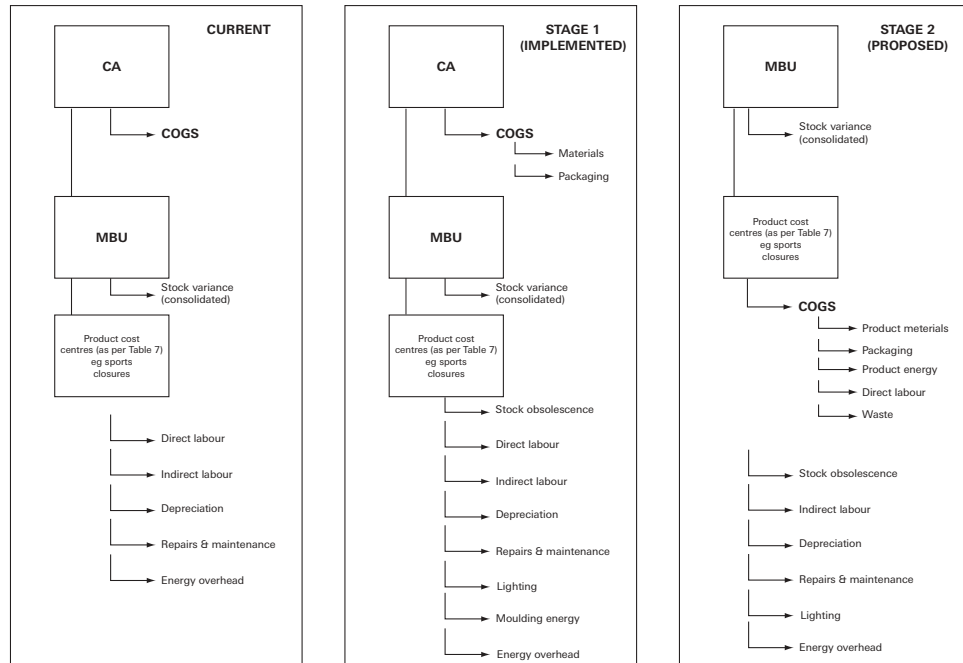 CURRENT
CA
COGS
MBU
Stock variance
(consolidated)
Product cost
centres (as per Table 7)
eg sports
closures
Direct labour
Indirect labour
Depreciation
Repairs & maintenance
Energy overhead
STAGE 1
(IMPLEMENTED)
CA
COGS
Materials
Packaging
MBU
Stock variance
(consolidated)
Product cost
centres (as per Table 7)
eg sports
closures
Stock obsolescence
Direct labour
Indirect labour
Depreciation
Repairs & maintenance
Lighting
Moulding energy
Energy overhead
STAGE 2
(PROPOSED)
MBU
Stock variance
(consolidated)
Product cost
centres (as per Table 7)
eg sports
closures
COGS
Product meterials
Packaging
Product energy
Direct labour
Waste
Stock obsolescence
Indirect labour
Depreciation
Repairs & maintenance
Lighting
Energy overhead